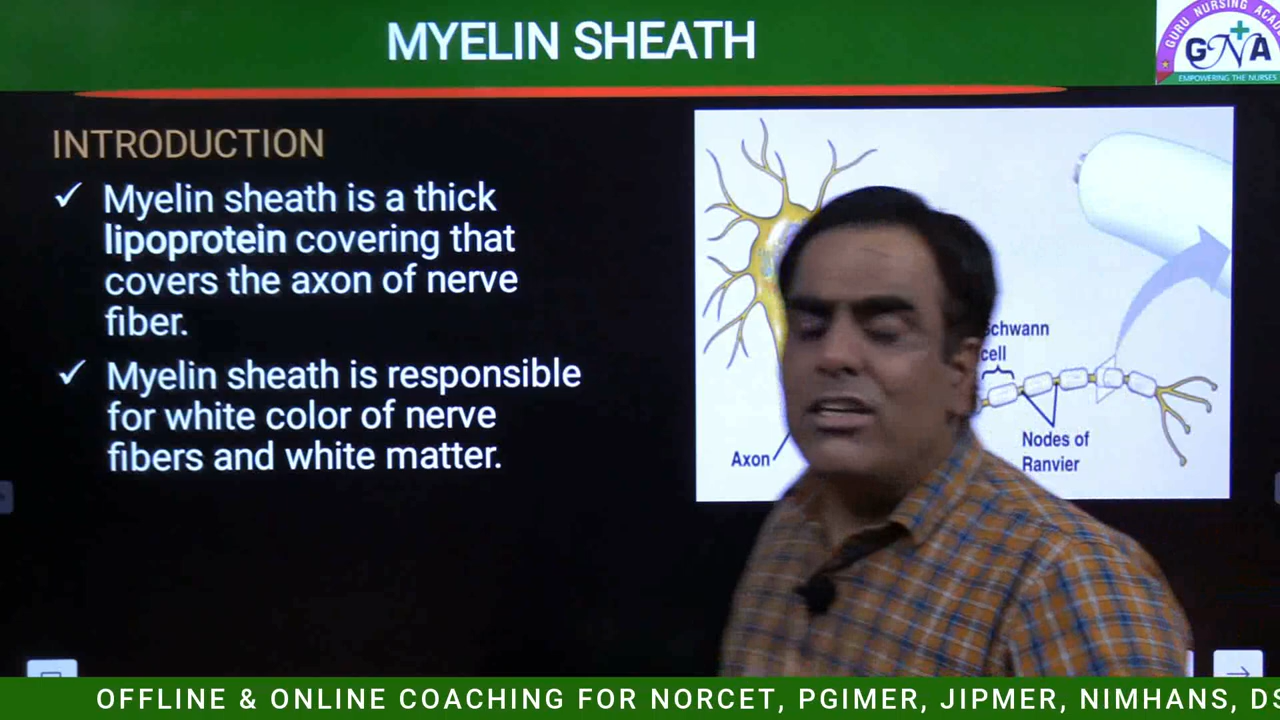 MYELIN SHEATH
GURU NURSING
GNA
EMPOWERING THE NURSES
INTRODUCTION
✓ Myelin sheath is a thick
lipoprotein covering that
covers the axon of nerve
fiber.
✓ Myelin sheath is responsible
for white color of nerve
fibers and white matter.
Schwann
cell
Nodes of
Ranvier
Axon
OFFLINE & ONLINE COACHING FOR NORCET, PGIMER, JIPMER, NIMHANS,